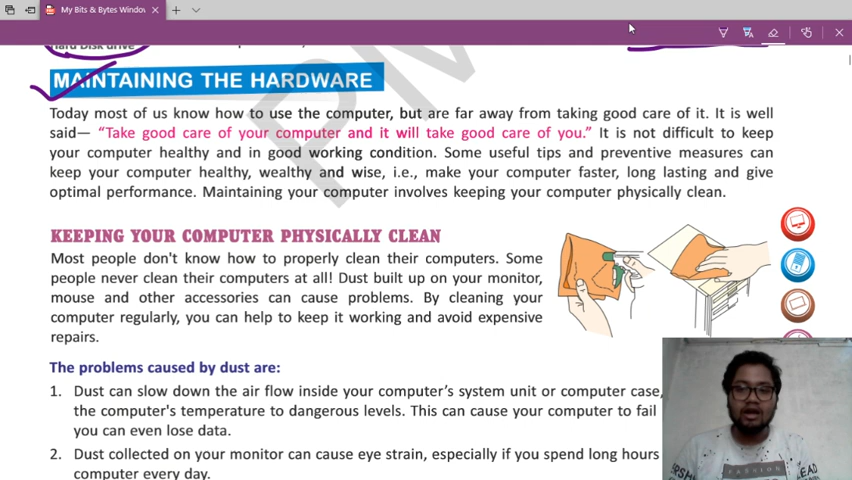 My Bits & Bytes Window
Hard Disk drive
MAINTAINING THE HARDWARE
Today most of us know how to use the computer, but are far away from taking good care of it. It is well
said— “Take good care of your computer and it will take good care of you.” It is not difficult to keep
your computer healthy and in good working condition. Some useful tips and preventive measures can
keep your computer healthy, wealthy and wise, i.e., make your computer faster, long lasting and give
optimal performance. Maintaining your computer involves keeping your computer physically clean.
KEEPING YOUR COMPUTER PHYSICALLY CLEAN
Most people don't know how to properly clean their computers. Some
people never clean their computers at all! Dust built up on your monitor,
mouse and other accessories can cause problems. By cleaning your
computer regularly, you can help to keep it working and avoid expensive
repairs.
The problems caused by dust are:
1. Dust can slow down the air flow inside your computer's system unit or computer case,
the computer's temperature to dangerous levels. This can cause your computer to fail
you can even lose data.
2. Dust collected on your monitor can cause eye strain, especially if you spend long hours
computer every day.
FASHION